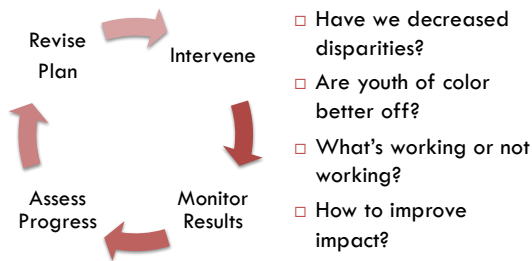 Revise
Plan
Intervene
Monitor
Results
Assess
Progress
Have we decreased
disparities?
Are youth of color
better off?
What's working or not
working?
How to improve
impact?